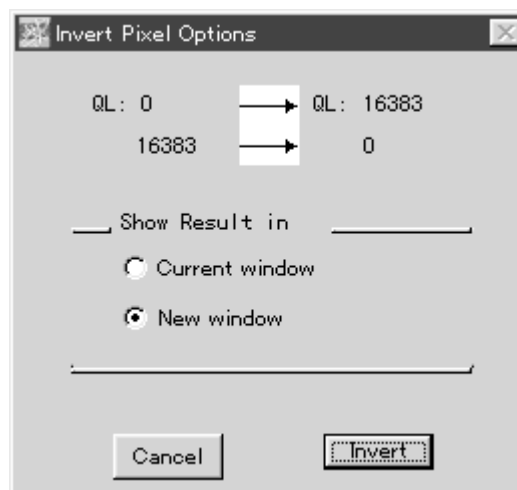 Invert Pixel Options
QL: 0 QL: 16383
16383 0
Show Result in
Current window
New window
Cancel Invert